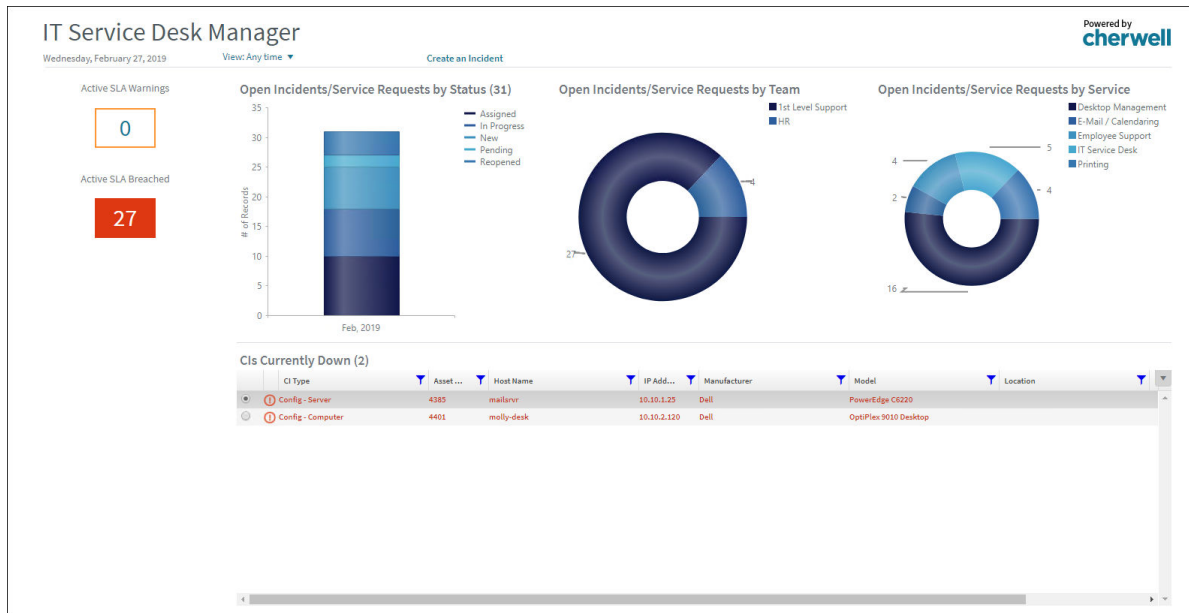 IT Service Desk Manager
Powered by
cherwell
Wednesday, February 27, 2019
View: Any time
Create an Incident
Active SLA Warnings
0
Active SLA Breached
27
Open Incidents/Service Requests by Status (31)
35
30
25
20
15
10
5
0
# of Records
Feb, 2019
Assigned
In Progress
New
Pending
Reopened
Open Incidents/Service Requests by Team
1st Level Support
HR
4
27
Open Incidents/Service Requests by Service
Desktop Management
E-Mail / Calendaring
Employee Support
IT Service Desk
Printing
5
4
4
2
16
CIs Currently Down (2)
CI Type Asset ... Host Name IP Add... Manufacturer Model Location
Config - Server 4385 mailsrvr 10.10.1.25 Dell PowerEdge C6220
Config - Computer 4401 molly-desk 10.10.2.120 Dell OptiPlex 9010 Desktop